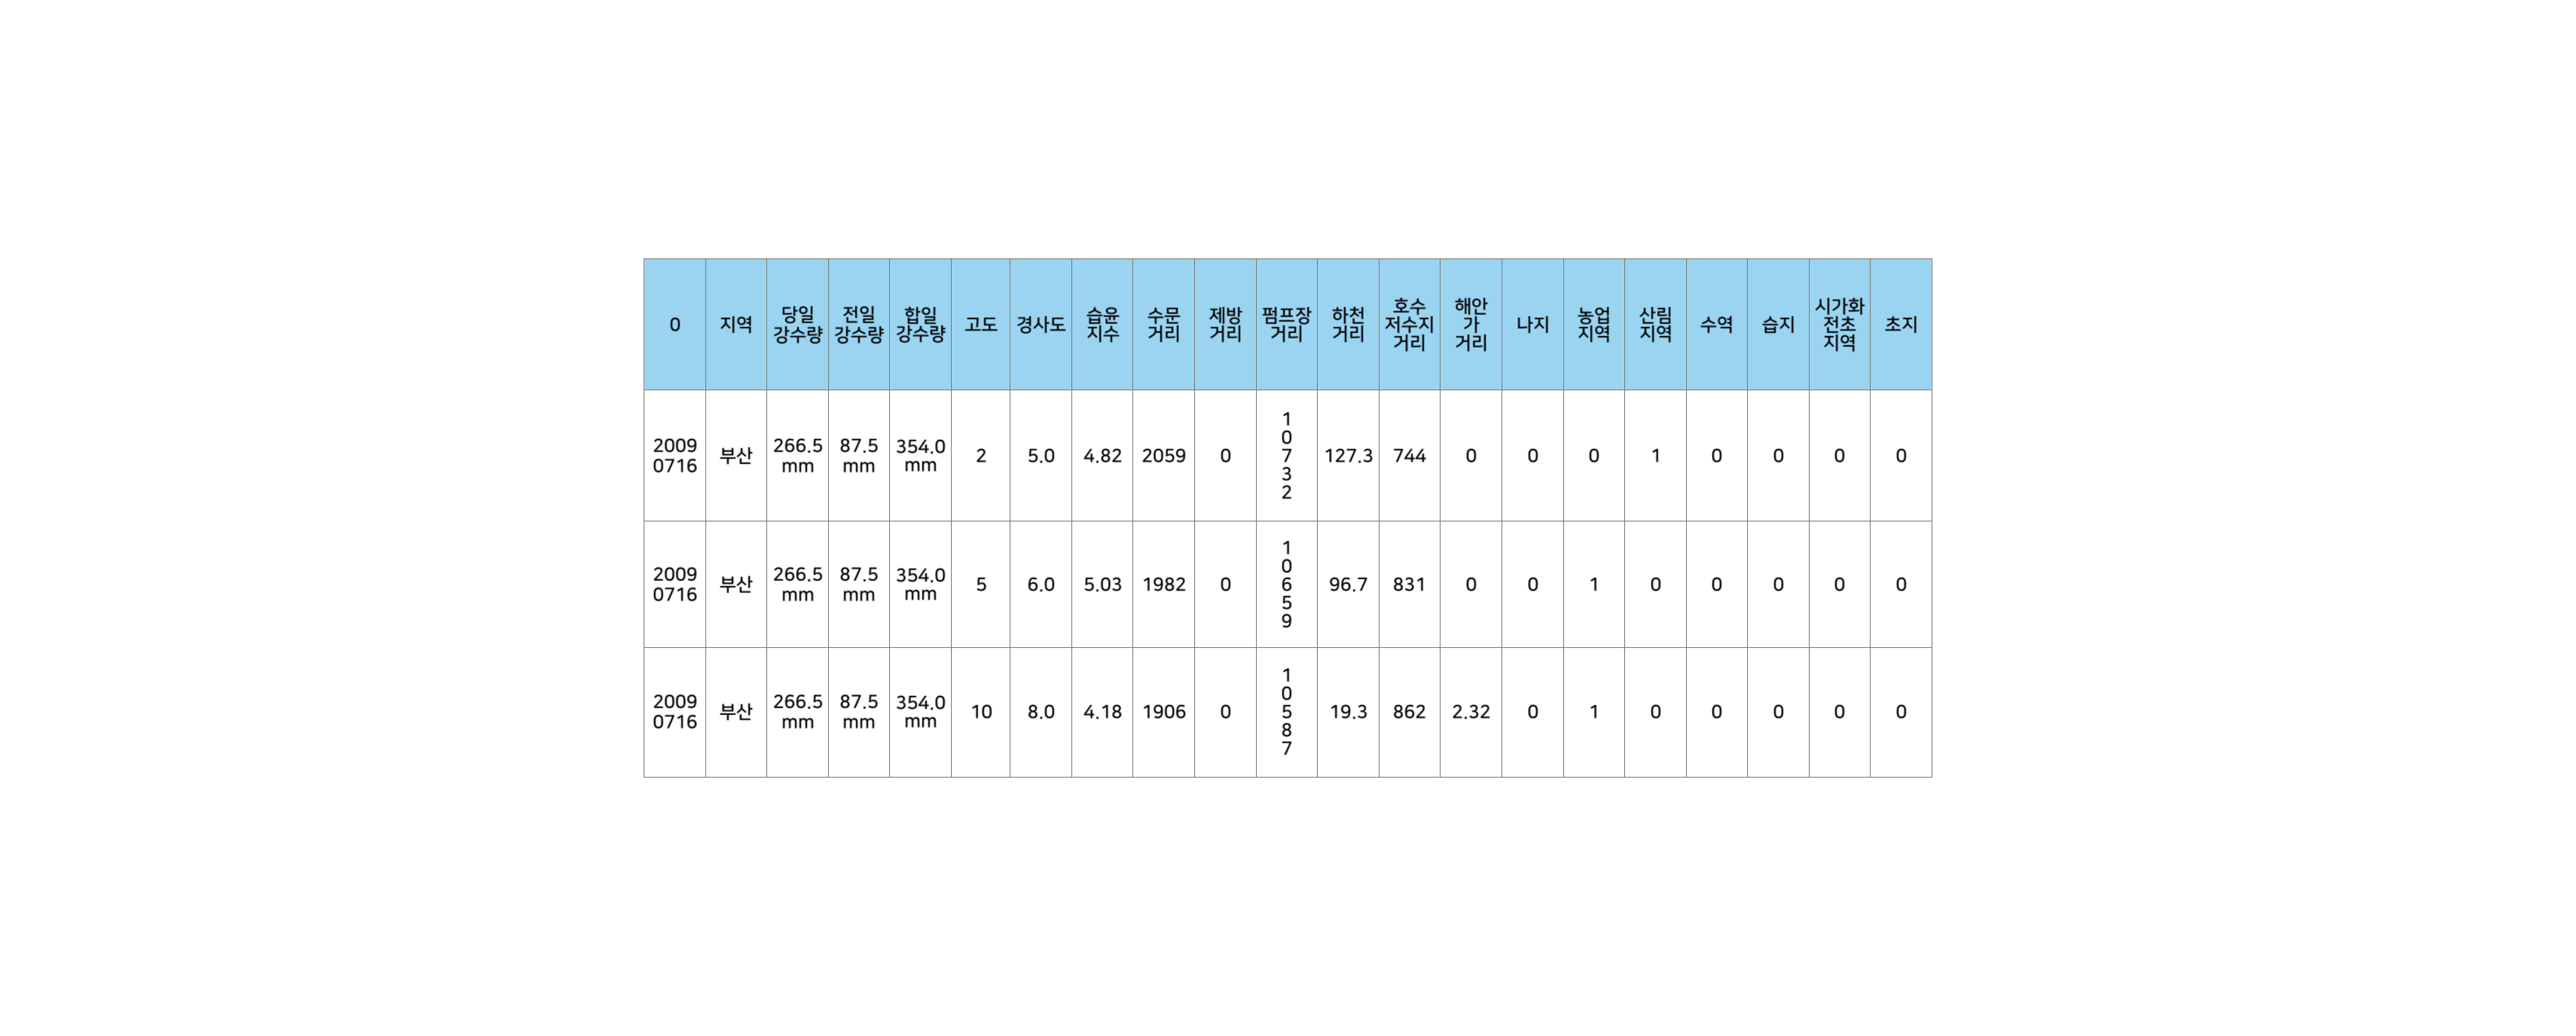 0 지역 당일 강수량 전일 강수량 합일 강수량 고도 경사도 습윤 지수 수문 거리 제방 거리 펌프장 거리 하천 거리 호수 저수지 거리 해안 가 거리 나지 농업 지역 산림 지역 수역 습지 시가화 전초 지역 초지
2009 0716 부산 266.5 mm 87.5 mm 354.0 mm 2 5.0 4.82 2059 0 10732 127.3 744 0 0 0 1 0 0 0 0
2009 0716 부산 266.5 mm 87.5 mm 354.0 mm 5 6.0 5.03 1982 0 10659 96.7 831 0 0 1 0 0 0 0 0
2009 0716 부산 266.5 mm 87.5 mm 354.0 mm 10 8.0 4.18 1906 0 10587 19.3 862 2.32 0 1 0 0 0 0 0